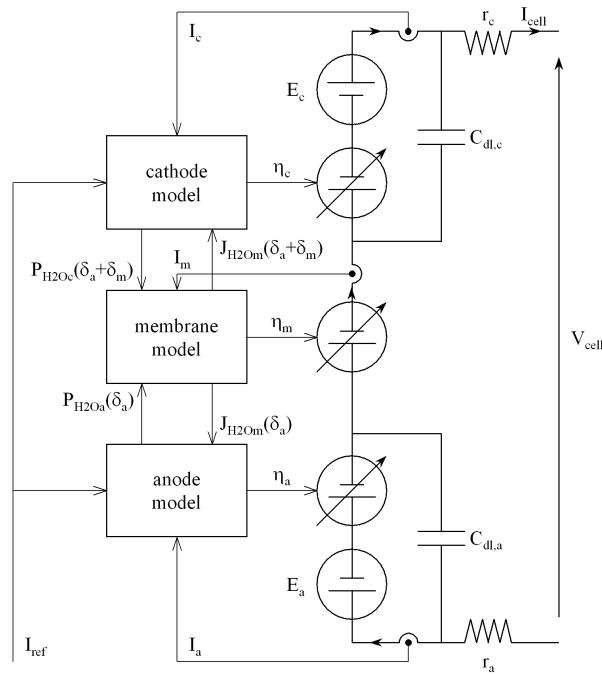 I_c
r_c
I_cell
E_c
C_dl,c
cathode
model
η_c
P_H2Oc(δ_a+δ_m)
J_H2Om(δ_a+δ_m)
I_m
membrane
model
η_m
V_cell
P_H2Oa(δ_a)
J_H2Om(δ_a)
anode
model
η_a
C_dl,a
E_a
I_ref
I_a
r_a